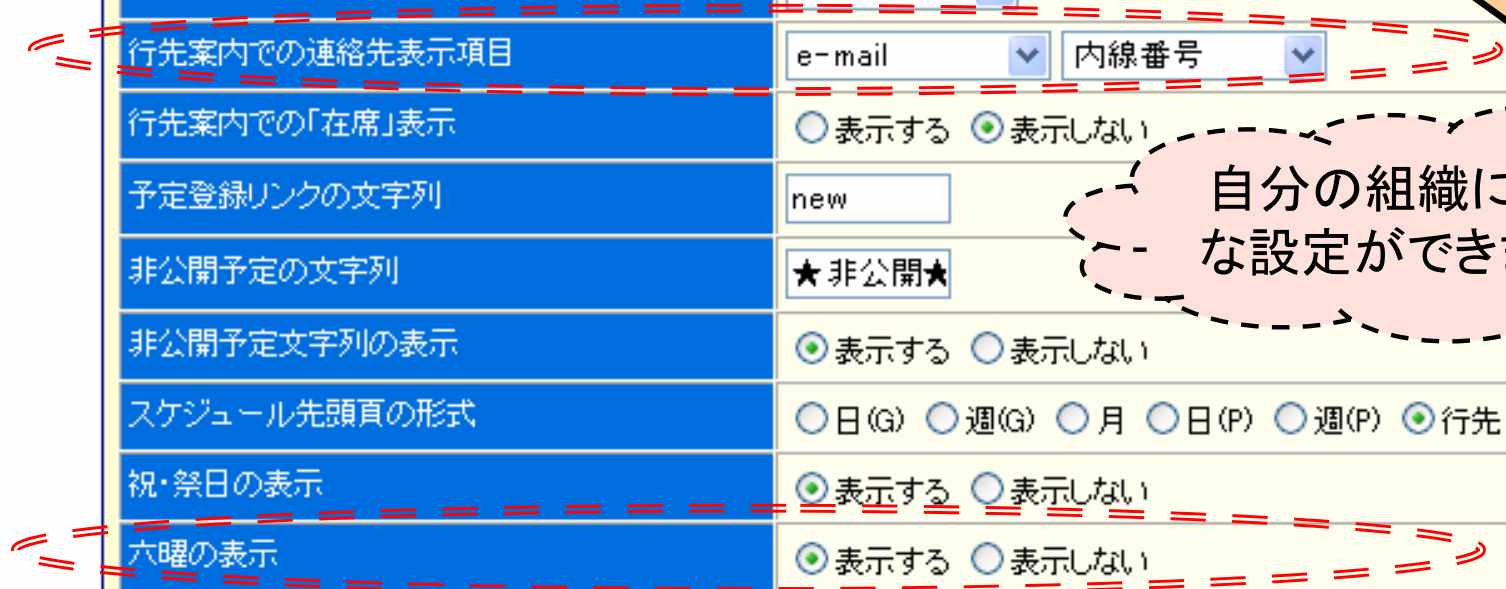 行先案内での連絡先表示項目 e-mail 内線番号
行先案内での「在席」表示 表示する 表示しない
予定登録リンクの文字列 new
自分の組織に
な設定ができ
非公開予定の文字列 ★非公開★
非公開予定文字列の表示 表示する 表示しない
スケジュール先頭頁の形式 日(G) 週(G) 月 日(P) 週(P) 行先
祝・祭日の表示 表示する 表示しない
六曜の表示 表示する 表示しない